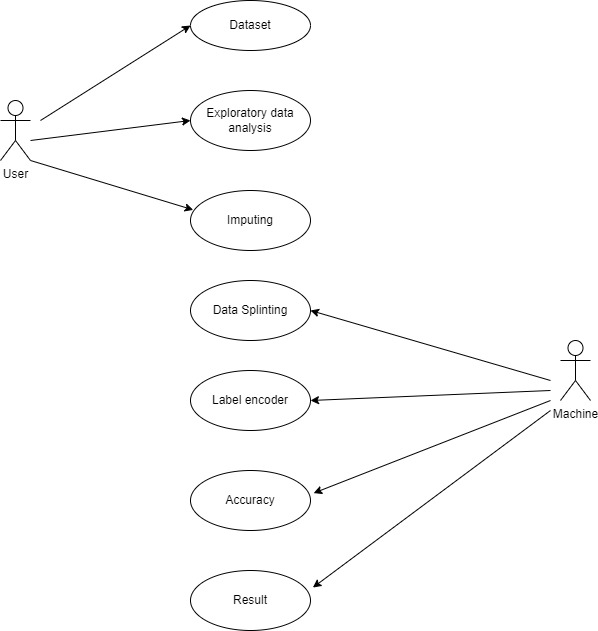 Dataset
Exploratory data
analysis
User
Imputing
Data Splinting
Label encoder
Machine
Accuracy
Result